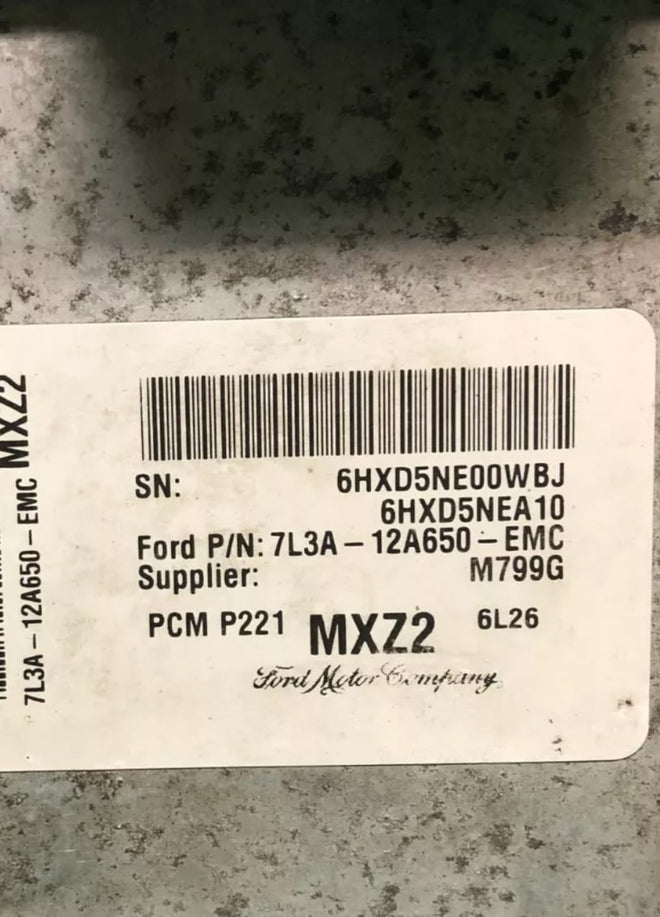 MXZ2
7L3A – 12A650 – EMC
SN: 6HXD5NE00WBJ
6HXD5NEA10
Ford P/N: 7L3A – 12A650 – EMC
Supplier: M799G
PCM P221 MXZ2 6L26
Ford Motor Company